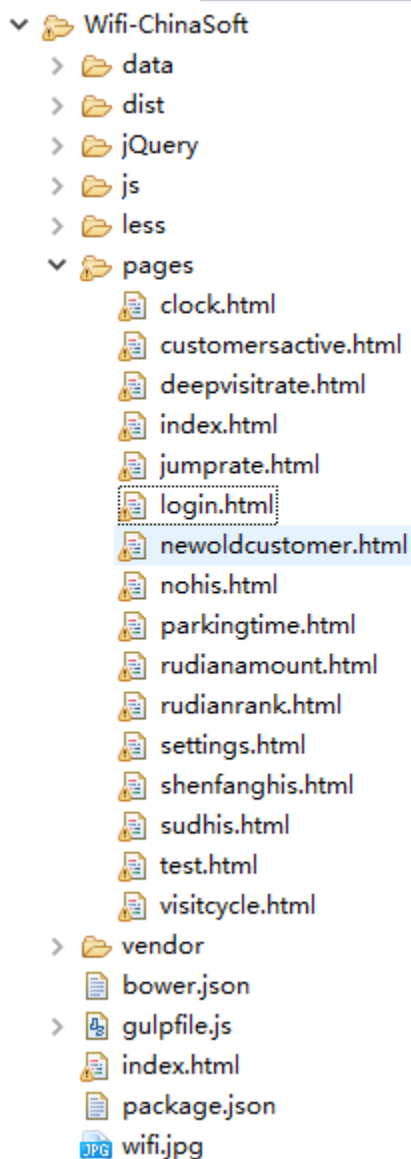 Wifi-ChinaSoft
data
dist
jQuery
js
less
pages
clock.html
customersactive.html
deepvisitrate.html
index.html
jumprate.html
login.html
newoldcustomer.html
nohis.html
parkingtime.html
rudianamount.html
rudianrank.html
settings.html
shenfanghis.html
sudhis.html
test.html
visitcycle.html
vendor
bower.json
gulpfile.js
index.html
package.json
JPG wifi.jpg